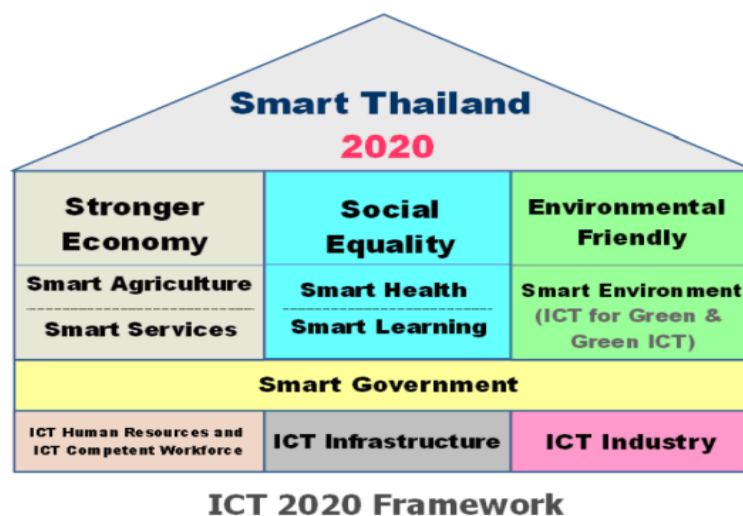 Smart Thailand
2020
Stronger
Economy
Smart Agriculture
Smart Services
Social
Equality
Smart Health
Smart Learning
Environmental
Friendly
Smart Environment
(ICT for Green &
Green ICT)
Smart Government
ICT Human Resources and
ICT Competent Workforce
ICT Infrastructure
ICT Industry
ICT 2020 Framework